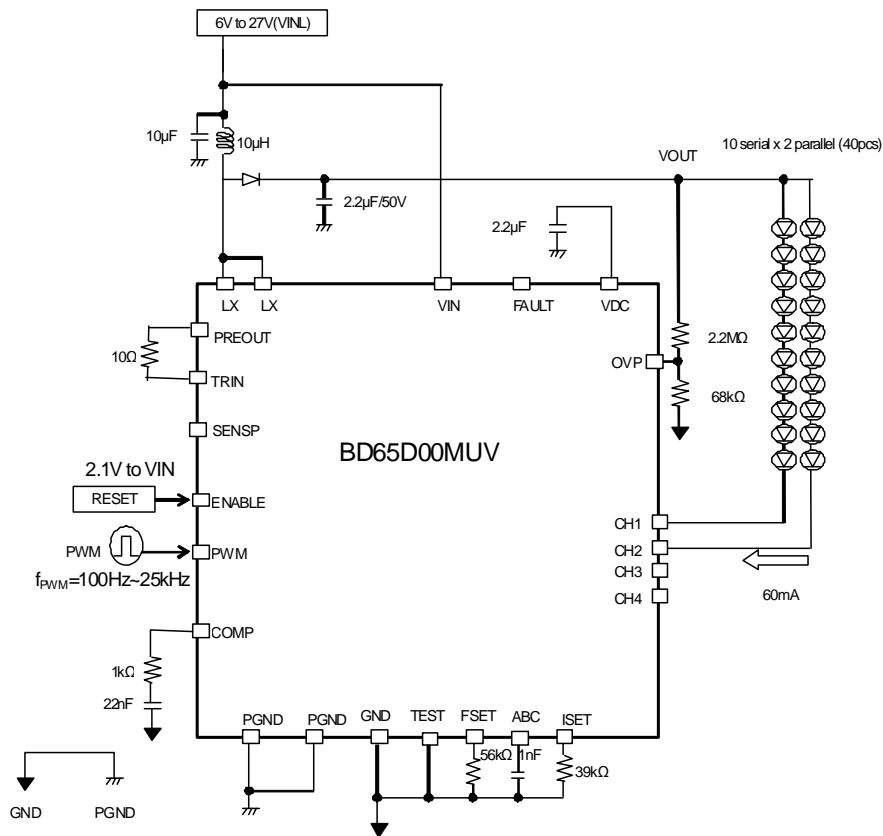 6V to 27V(VINL)
10µF
10µH
VOUT
10 serial x 2 parallel (40pcs)
2.2µF/50V
2.2µF
LX
LX
VIN
FAULT
VDC
PREOUT
10Ω
TRIN
OVP
2.2MΩ
68kΩ
SENSP
BD65D00MUV
2.1V to VIN
RESET
ENABLE
PWM
PWM
fPWM=100Hz~25kHz
CH1
CH2
CH3
CH4
60mA
COMP
1kΩ
22nF
PGND
PGND
GND
TEST
FSET
ABC
ISET
56kΩ
1nF
39kΩ
GND
PGND